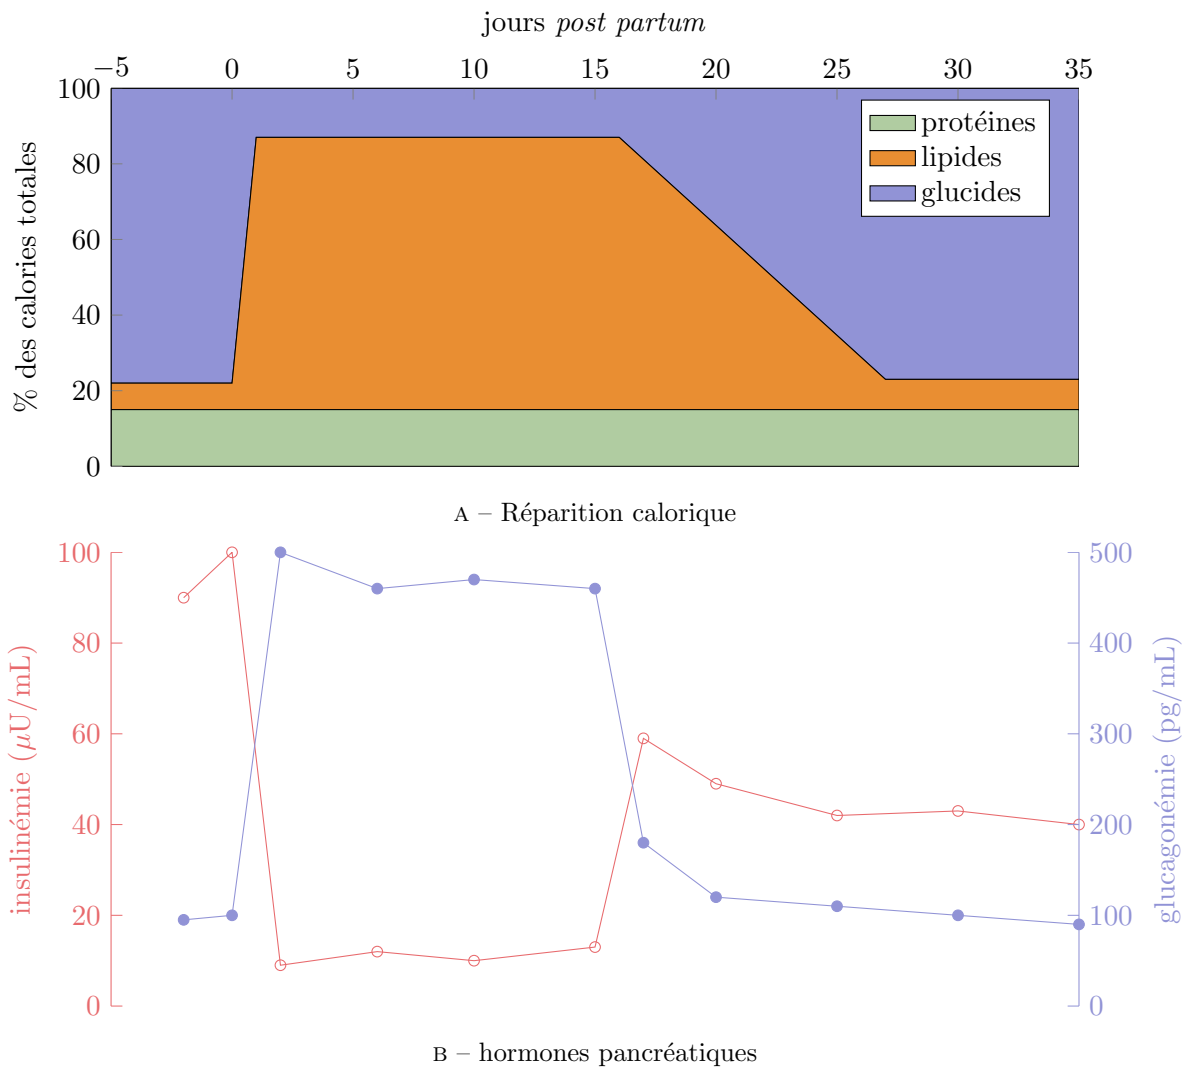 jours post partum
−5 0 5 10 15 20 25 30 35
100
80
60
40
20
0
% des calories totales
protéines
lipides
glucides
A – Réparition calorique
100
80
60
40
20
0
insulinémie (μU/mL)
500
400
300
200
100
0
glucagonémie (pg/mL)
B – hormones pancréatiques